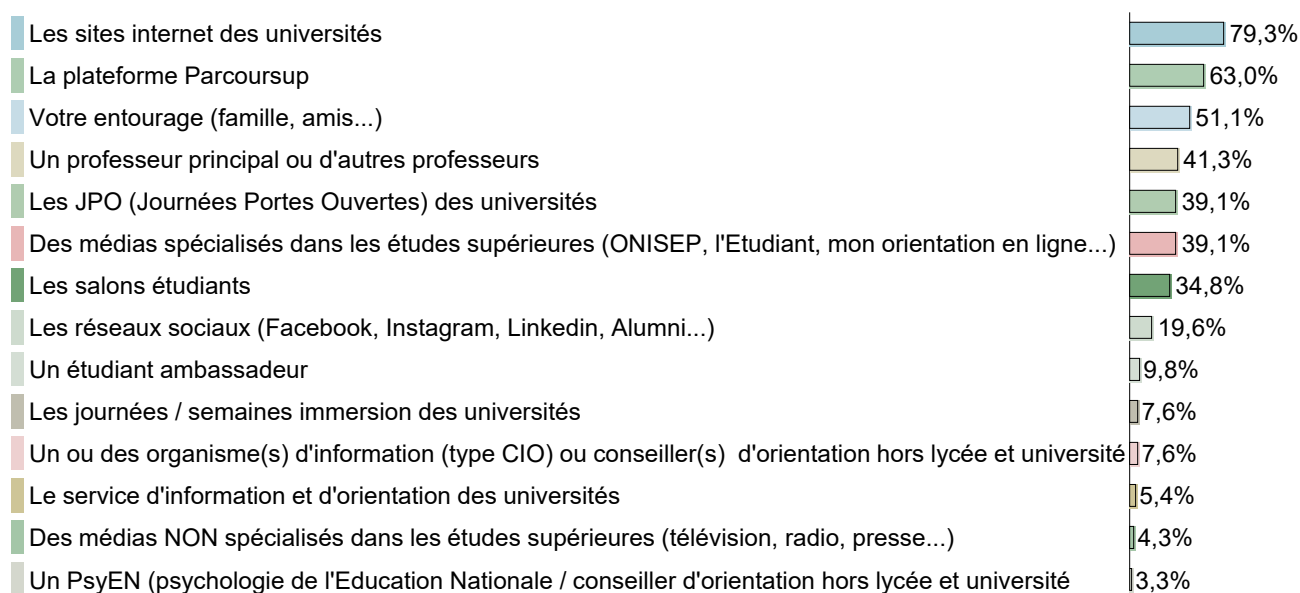 Les sites internet des universités 79,3%
La plateforme Parcoursup 63,0%
Votre entourage (famille, amis...) 51,1%
Un professeur principal ou d'autres professeurs 41,3%
Les JPO (Journées Portes Ouvertes) des universités 39,1%
Des médias spécialisés dans les études supérieures (ONISEP, l'Etudiant, mon orientation en ligne...) 39,1%
Les salons étudiants 34,8%
Les réseaux sociaux (Facebook, Instagram, Linkedin, Alumni...) 19,6%
Un étudiant ambassadeur 9,8%
Les journées / semaines immersion des universités 7,6%
Un ou des organisme(s) d'information (type CIO) ou conseiller(s) d'orientation hors lycée et université 7,6%
Le service d'information et d'orientation des universités 5,4%
Des médias NON spécialisés dans les études supérieures (télévision, radio, presse...) 4,3%
Un PsyEN (psychologie de l'Education Nationale / conseiller d'orientation hors lycée et université 3,3%